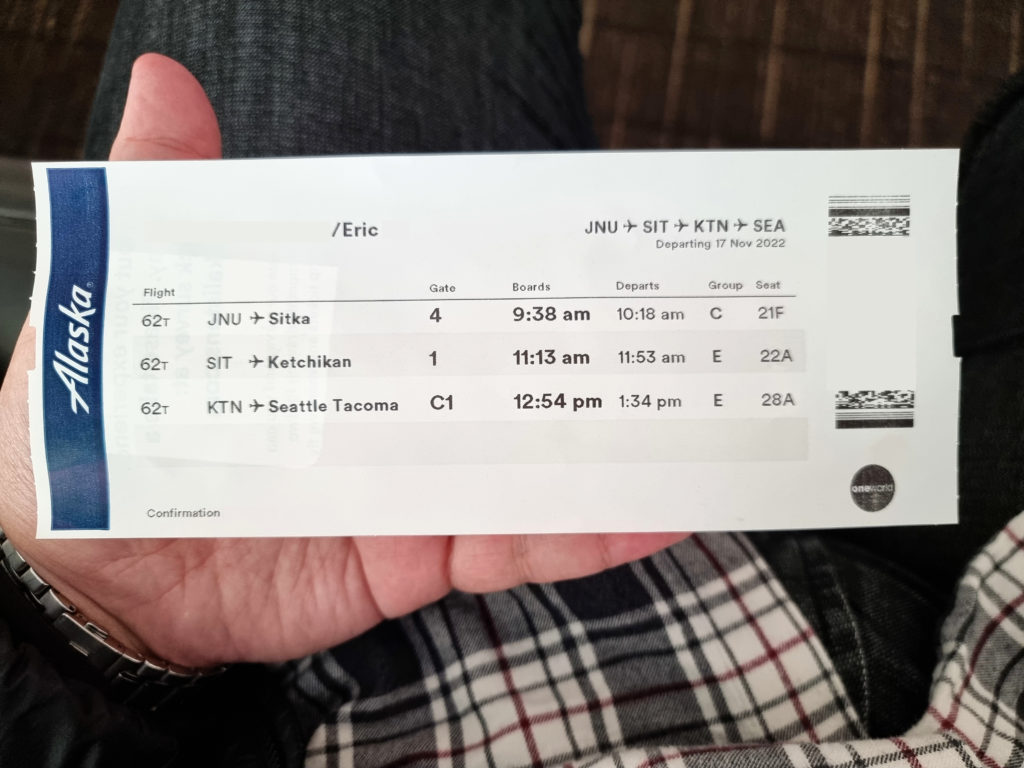 Alaska®
/Eric
JNU ✈ SIT ✈ KTN ✈ SEA
Departing 17 Nov 2022
Flight Gate Boards Departs Group Seat
62T JNU ✈ Sitka 4 9:38 am 10:18 am C 21F
62T SIT ✈ Ketchikan 1 11:13 am 11:53 am E 22A
62T KTN ✈ Seattle Tacoma C1 12:54 pm 1:34 pm E 28A
Confirmation
oneworld